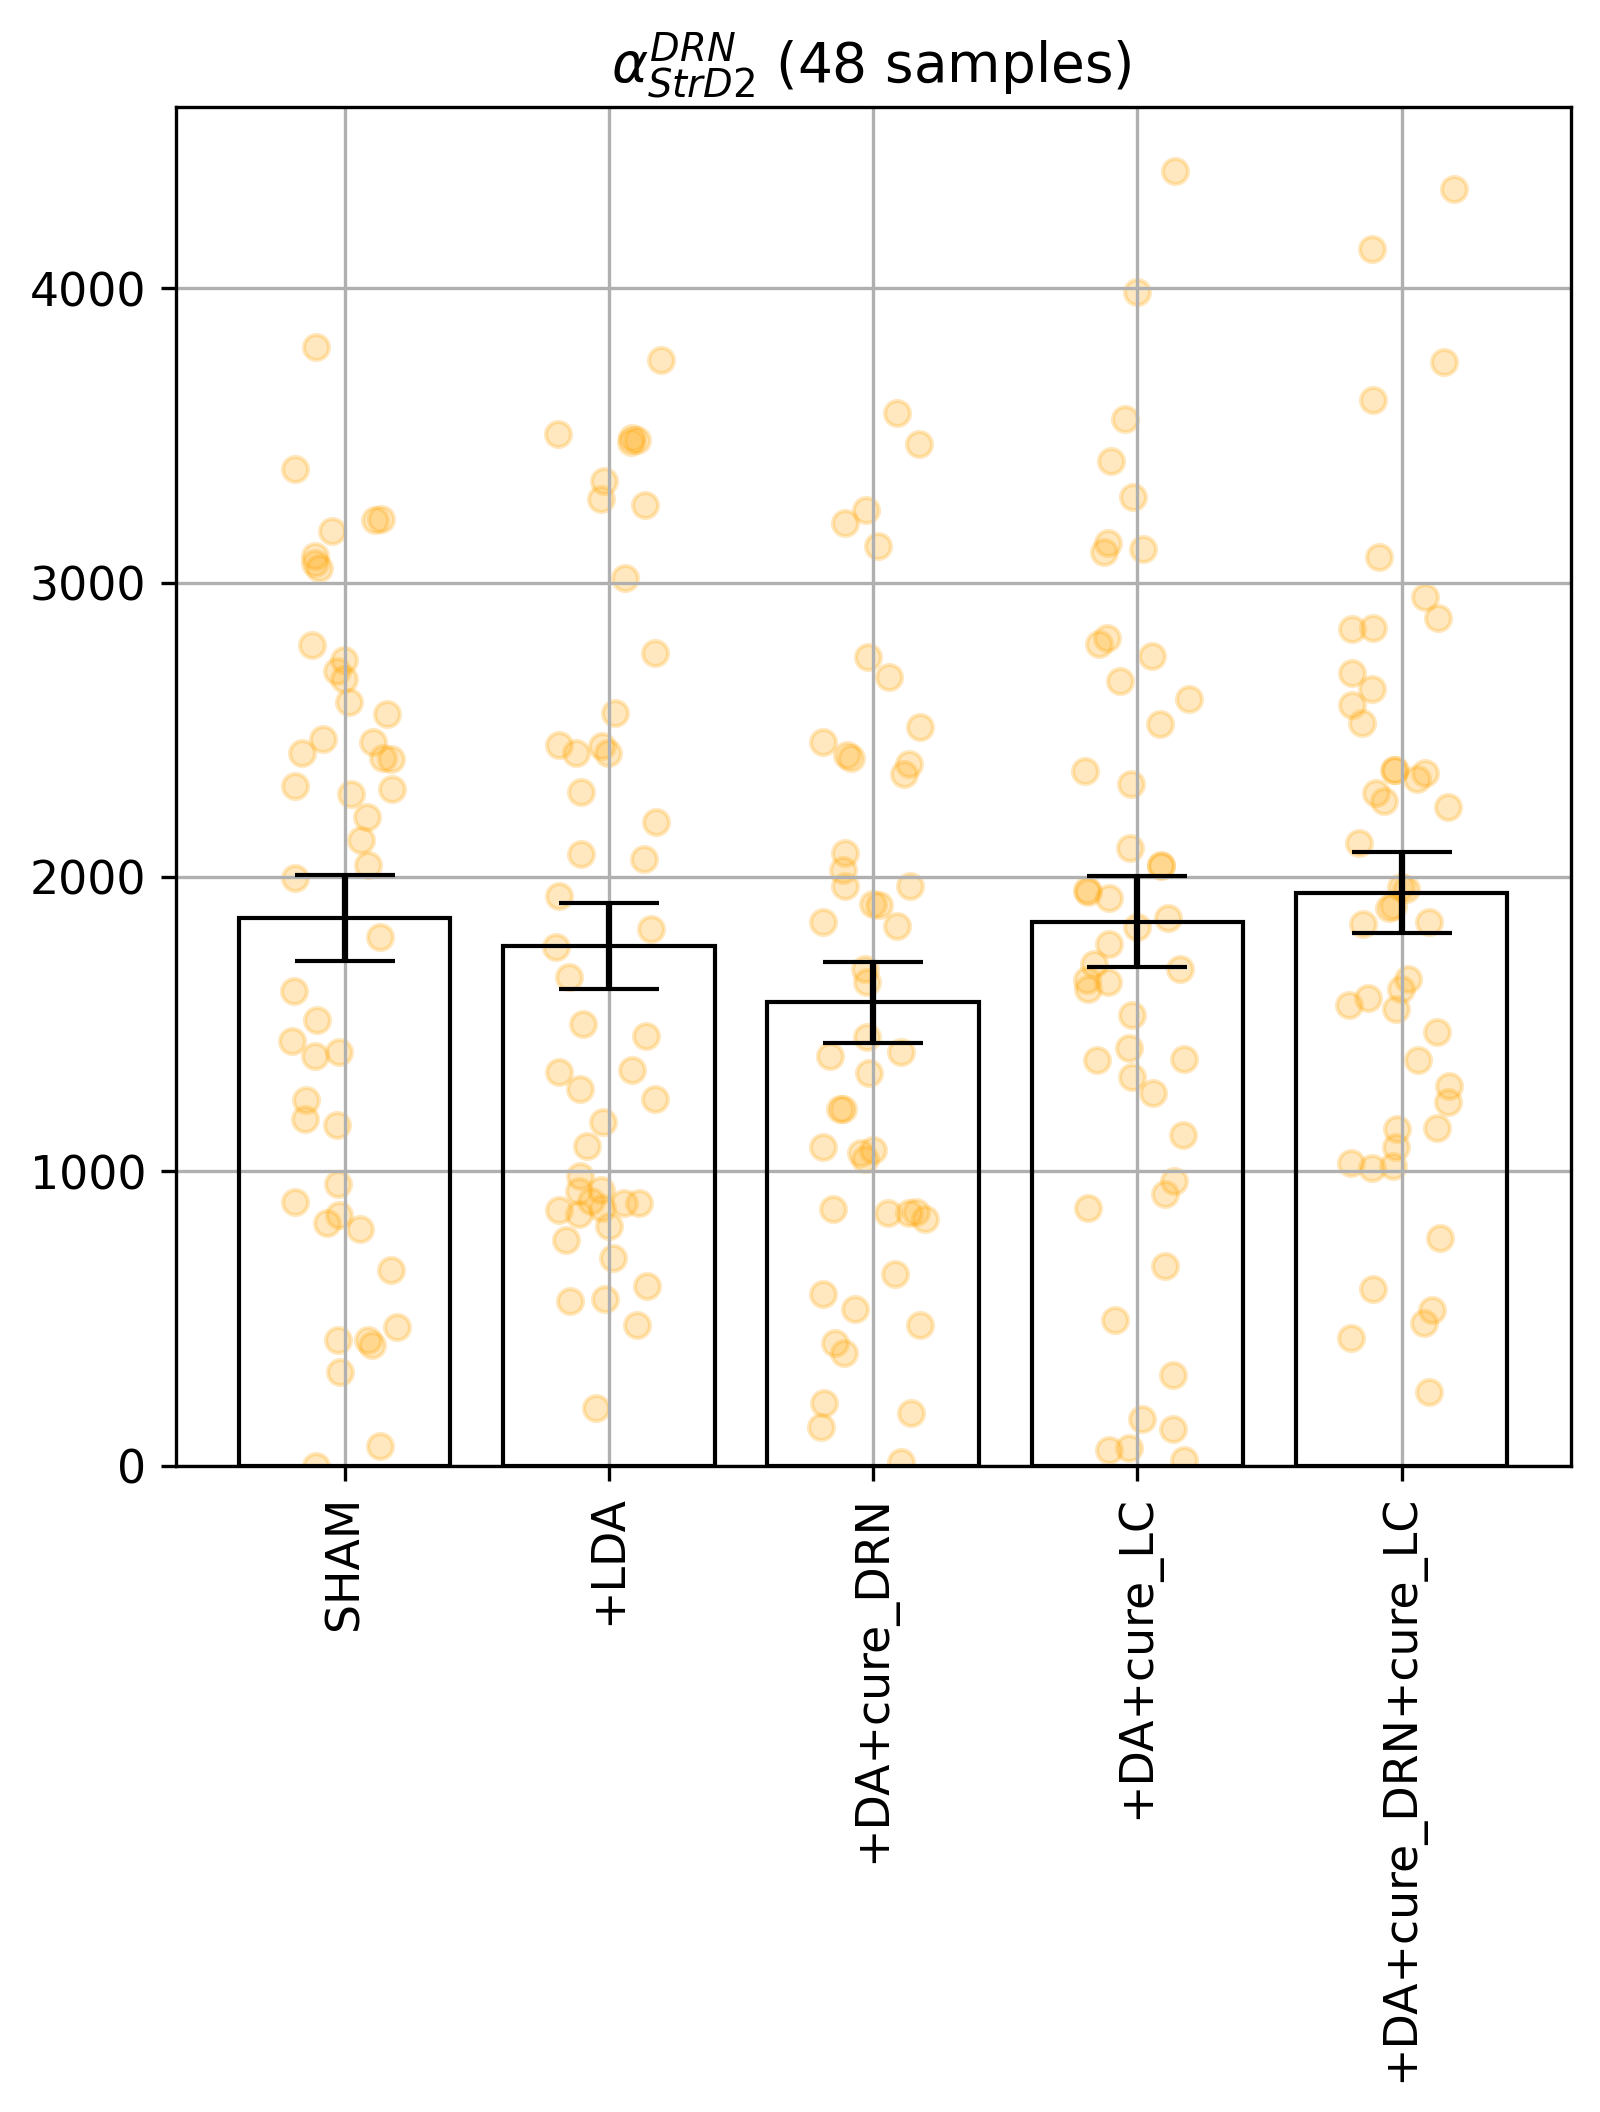 α^{DRN}_{StrD2} (48 samples)
4000
3000
2000
1000
0
SHAM
+LDA
+DA+cure_DRN
+DA+cure_LC
+DA+cure_DRN+cure_LC